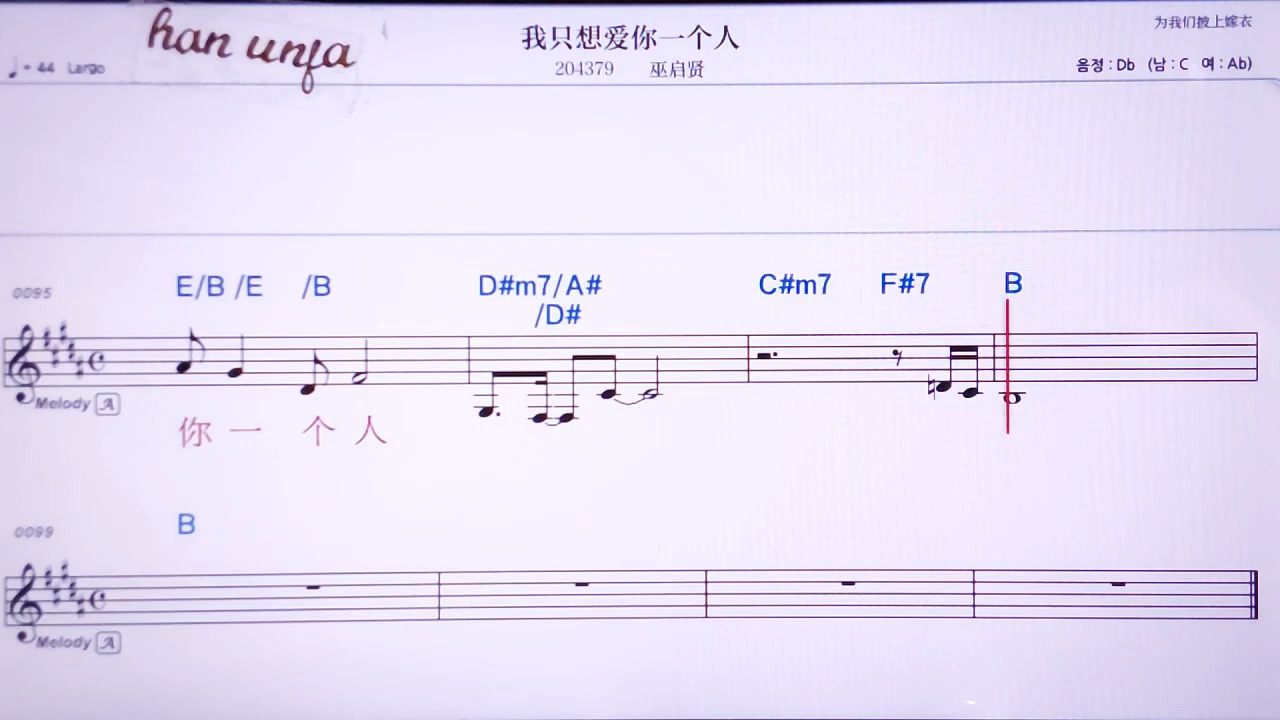 han unfa
我只想爱你一个人
为我们披上嫁衣
♩ = 44 Largo
204379 巫启贤
음정 : Db (남 : C 여 : Ab)
0095
E/B /E /B D#m7/A# C#m7 F#7 B
/D#
Melody A
你 一 个 人
0099
B
Melody A